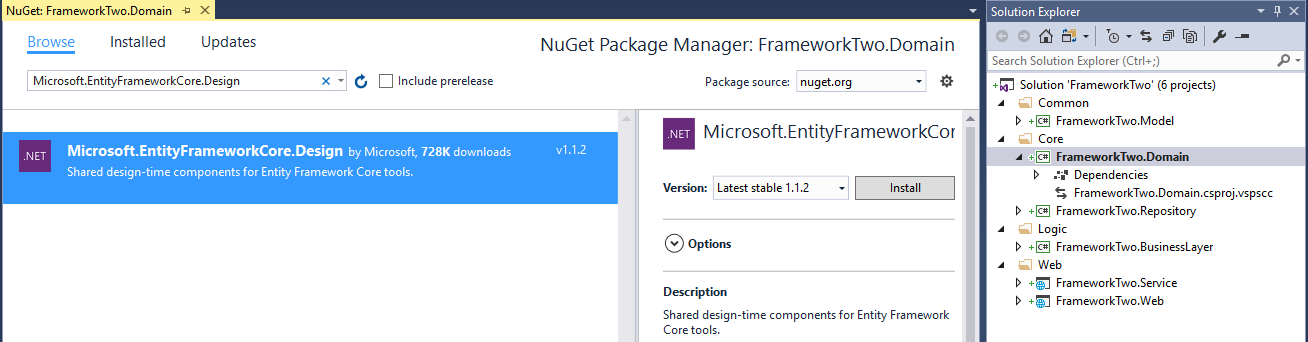 NuGet: FrameworkTwo.Domain
Browse Installed Updates
NuGet Package Manager: FrameworkTwo.Domain
Microsoft.EntityFrameworkCore.Design
Include prerelease
Package source: nuget.org
.NET
Microsoft.EntityFrameworkCore.Design by Microsoft, 728K downloads v1.1.2
Shared design-time components for Entity Framework Core tools.
.NET
Microsoft.EntityFrameworkCor
Version: Latest stable 1.1.2 Install
Options
Description
Shared design-time components for Entity Framework
Core tools.
Solution Explorer
Search Solution Explorer (Ctrl+;)
Solution 'FrameworkTwo' (6 projects)
Common
C# FrameworkTwo.Model
Core
C# FrameworkTwo.Domain
Dependencies
FrameworkTwo.Domain.csproj.vspscc
C# FrameworkTwo.Repository
Logic
C# FrameworkTwo.BusinessLayer
Web
FrameworkTwo.Service
FrameworkTwo.Web